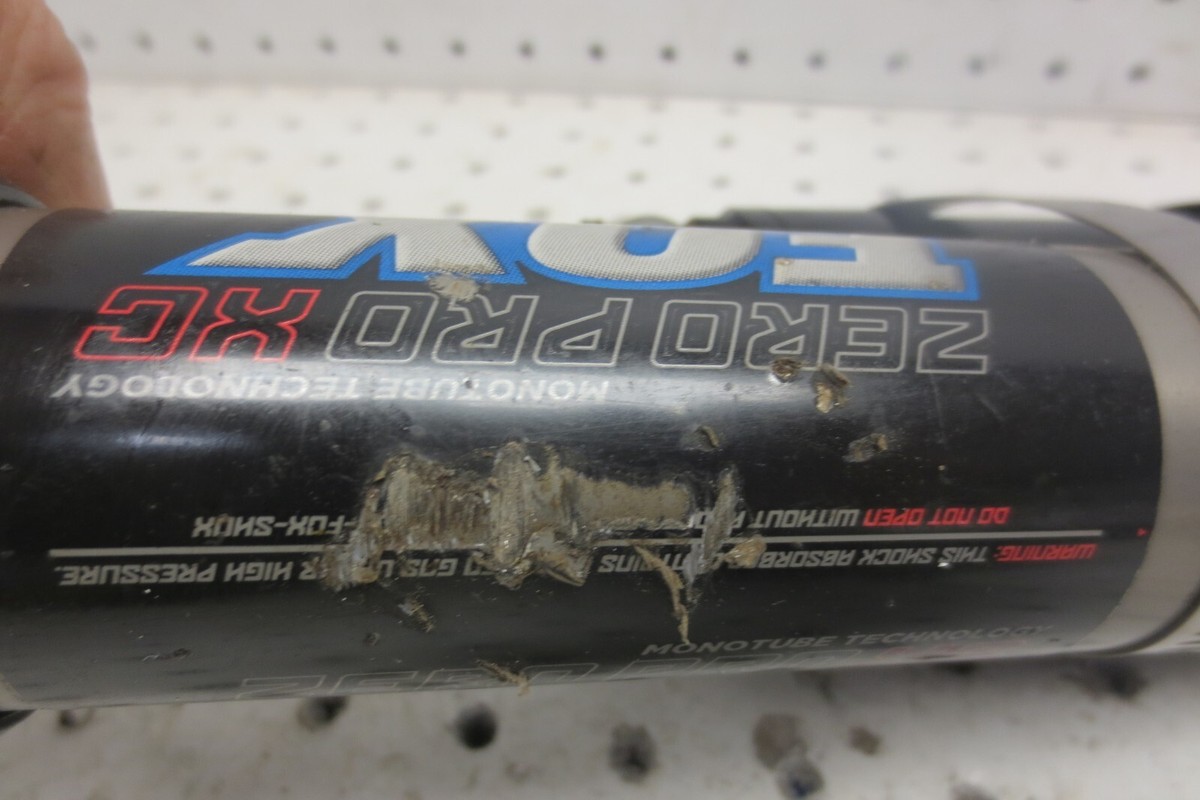 WARNING: THIS SHOCK GAS HIGH PRESSURE.
DO NOT OPEN WITHOUT -FOX-SHOX
MONOTUBE TECHNOLOGY
ZERO PRO XC
FOX
MONOTUBE TECHNOLOGY